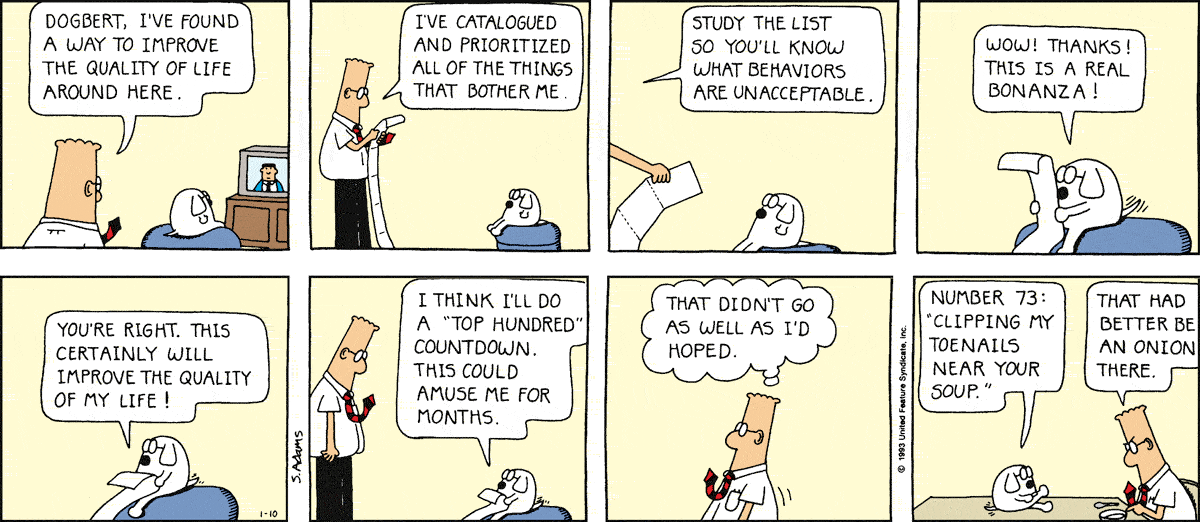 DOGBERT, I'VE FOUND
A WAY TO IMPROVE
THE QUALITY OF LIFE
AROUND HERE.
I'VE CATALOGUED
AND PRIORITIZED
ALL OF THE THINGS
THAT BOTHER ME.
STUDY THE LIST
SO YOU'LL KNOW
WHAT BEHAVIORS
ARE UNACCEPTABLE.
WOW! THANKS!
THIS IS A REAL
BONANZA!
YOU'RE RIGHT. THIS
CERTAINLY WILL
IMPROVE THE QUALITY
OF MY LIFE!
1-10
S. Adams
I THINK I'LL DO
A "TOP HUNDRED"
COUNTDOWN.
THIS COULD
AMUSE ME FOR
MONTHS.
THAT DIDN'T GO
AS WELL AS I'D
HOPED.
© 1993 United Feature Syndicate, Inc.
NUMBER 73:
"CLIPPING MY
TOENAILS
NEAR YOUR
SOUP."
THAT HAD
BETTER BE
AN ONION
THERE.